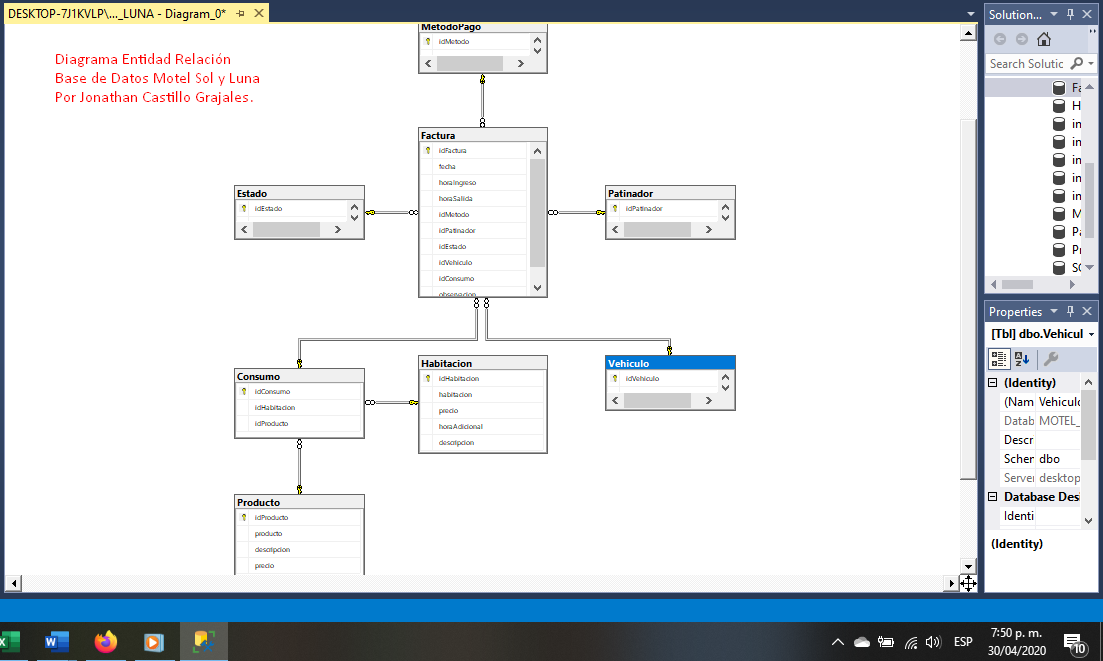 DESKTOP-7J1KVLP\..._LUNA - Diagram_0*
Diagrama Entidad Relación
Base de Datos Motel Sol y Luna
Por Jonathan Castillo Grajales.
MetodoPago
idMetodo
Factura
idFactura
fecha
horaIngreso
horaSalida
idMetodo
idPatinador
idEstado
idVehiculo
idConsumo
observacion
Estado
idEstado
Patinador
idPatinador
Consumo
idConsumo
idHabitacion
idProducto
Habitacion
idHabitacion
habitacion
precio
horaAdicional
descripcion
Vehiculo
idVehiculo
Producto
idProducto
producto
descripcion
precio
Solution...
Search Solutic
Fa
H
in
in
in
in
in
M
Pa
Pr
SC
Properties
[Tbl] dbo.Vehicul
(Identity)
(Nam Vehiculo
Datab MOTEL_
Descr
Schen dbo
Server desktop
Database Des
Identi
(Identity)
ESP
7:50 p. m.
30/04/2020
10